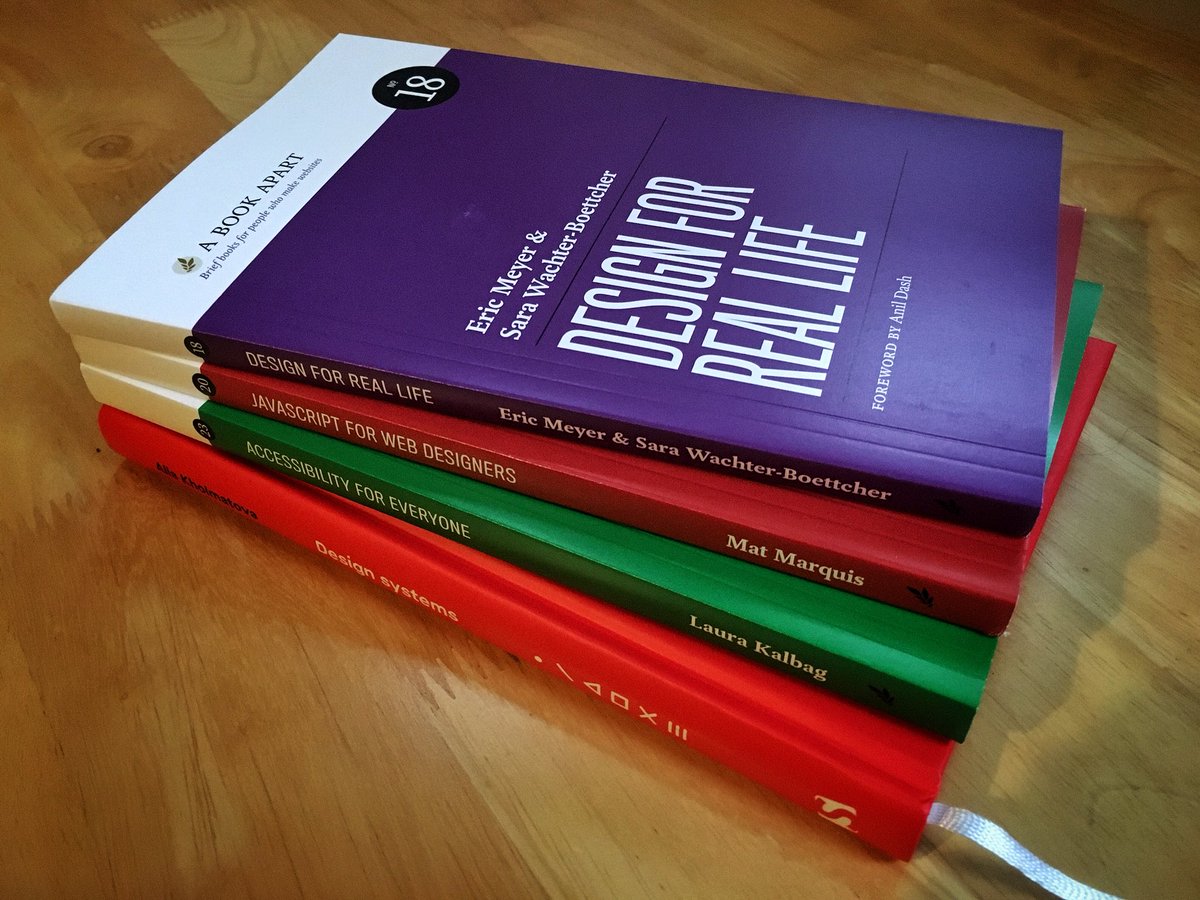 Nº
18
A BOOK APART
Brief books for people who make websites
Eric Meyer &
Sara Wachter-Boettcher
DESIGN FOR
REAL LIFE
FOREWORD BY Anil Dash
18 DESIGN FOR REAL LIFE Eric Meyer & Sara Wachter-Boettcher
20 JAVASCRIPT FOR WEB DESIGNERS Mat Marquis
23 ACCESSIBILITY FOR EVERYONE Laura Kalbag
Alla Kholmatova Design systems
S